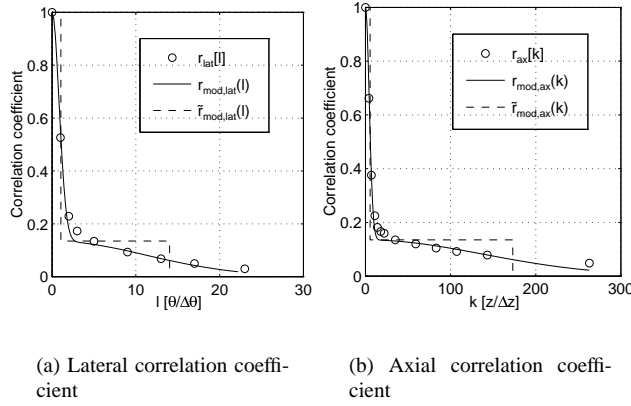 1
0.8
0.6
0.4
0.2
0
Correlation coefficient
r_lat[l]
r_mod,lat(l)
r̃_mod,lat(l)
0 10 20 30
l [θ/Δθ]
1
0.8
0.6
0.4
0.2
0
Correlation coefficient
r_ax[k]
r_mod,ax(k)
r̃_mod,ax(k)
0 100 200 300
k [z/Δz]
(a) Lateral correlation coeffi-
cient
(b) Axial correlation coeffi-
cient